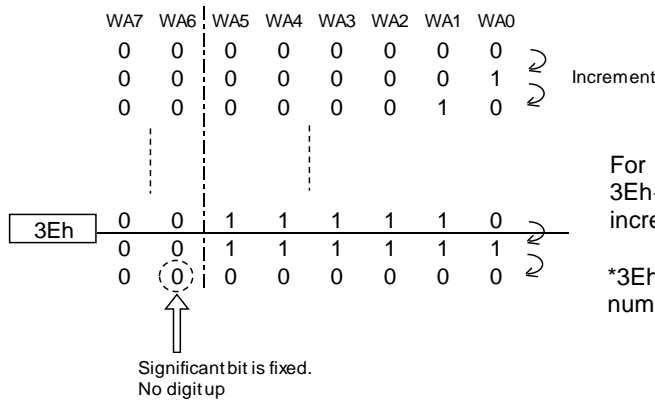 WA7 WA6 WA5 WA4 WA3 WA2 WA1 WA0
0 0 0 0 0 0 0 0
0 0 0 0 0 0 0 1
Increment
0 0 0 0 0 0 1 0
For
3Eh
incre
3Eh 0 0 1 1 1 1 1 0
0 0 1 1 1 1 1 1
0 0 0 0 0 0 0 0
*3Eh
num
Significant bit is fixed.
No digit up